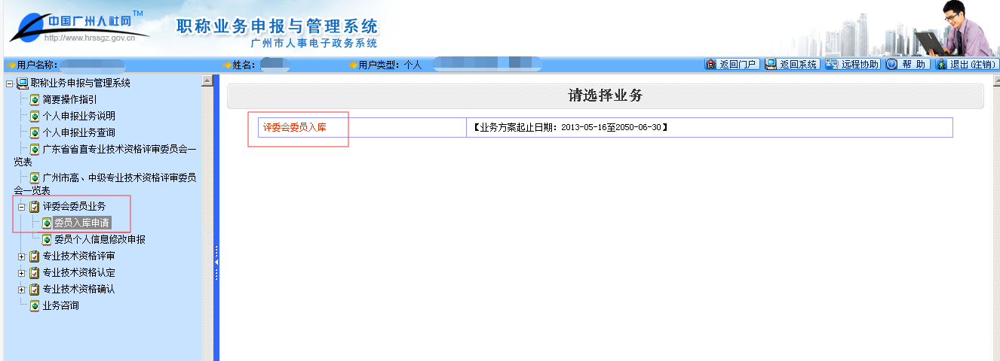 中国广州人社网TM
http://www.hrssgz.gov.cn
职称业务申报与管理系统
广州市人事电子政务系统
用户名称: 姓名: 用户类型: 个人 返回门户 返回系统 远程协助 帮 助 退出(注销)
职称业务申报与管理系统
简要操作指引
个人申报业务说明
个人申报业务查询
广东省省直专业技术资格评审委员会一
览表
广州市高、中级专业技术资格评审委员
会一览表
评委会委员业务
委员入库申请
委员个人信息修改申报
专业技术资格评审
专业技术资格认定
专业技术资格确认
业务咨询
请选择业务
评委会委员入库 【业务方案起止日期: 2013-05-16至2050-06-30】